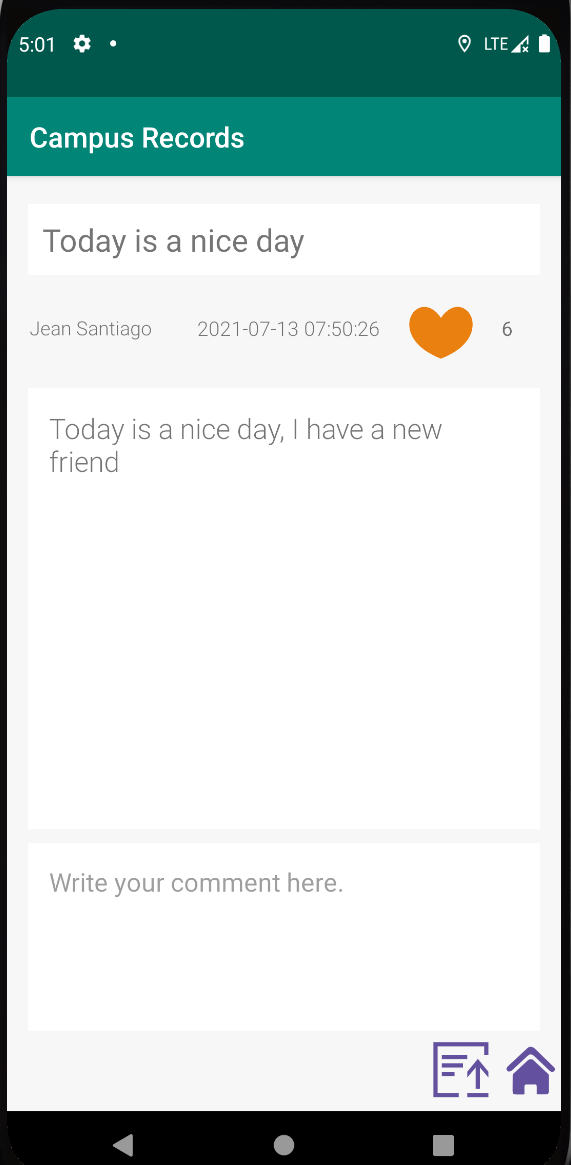 5:01 LTE
Campus Records
Today is a nice day
Jean Santiago 2021-07-13 07:50:26 6
Today is a nice day, I have a new
friend
Write your comment here.